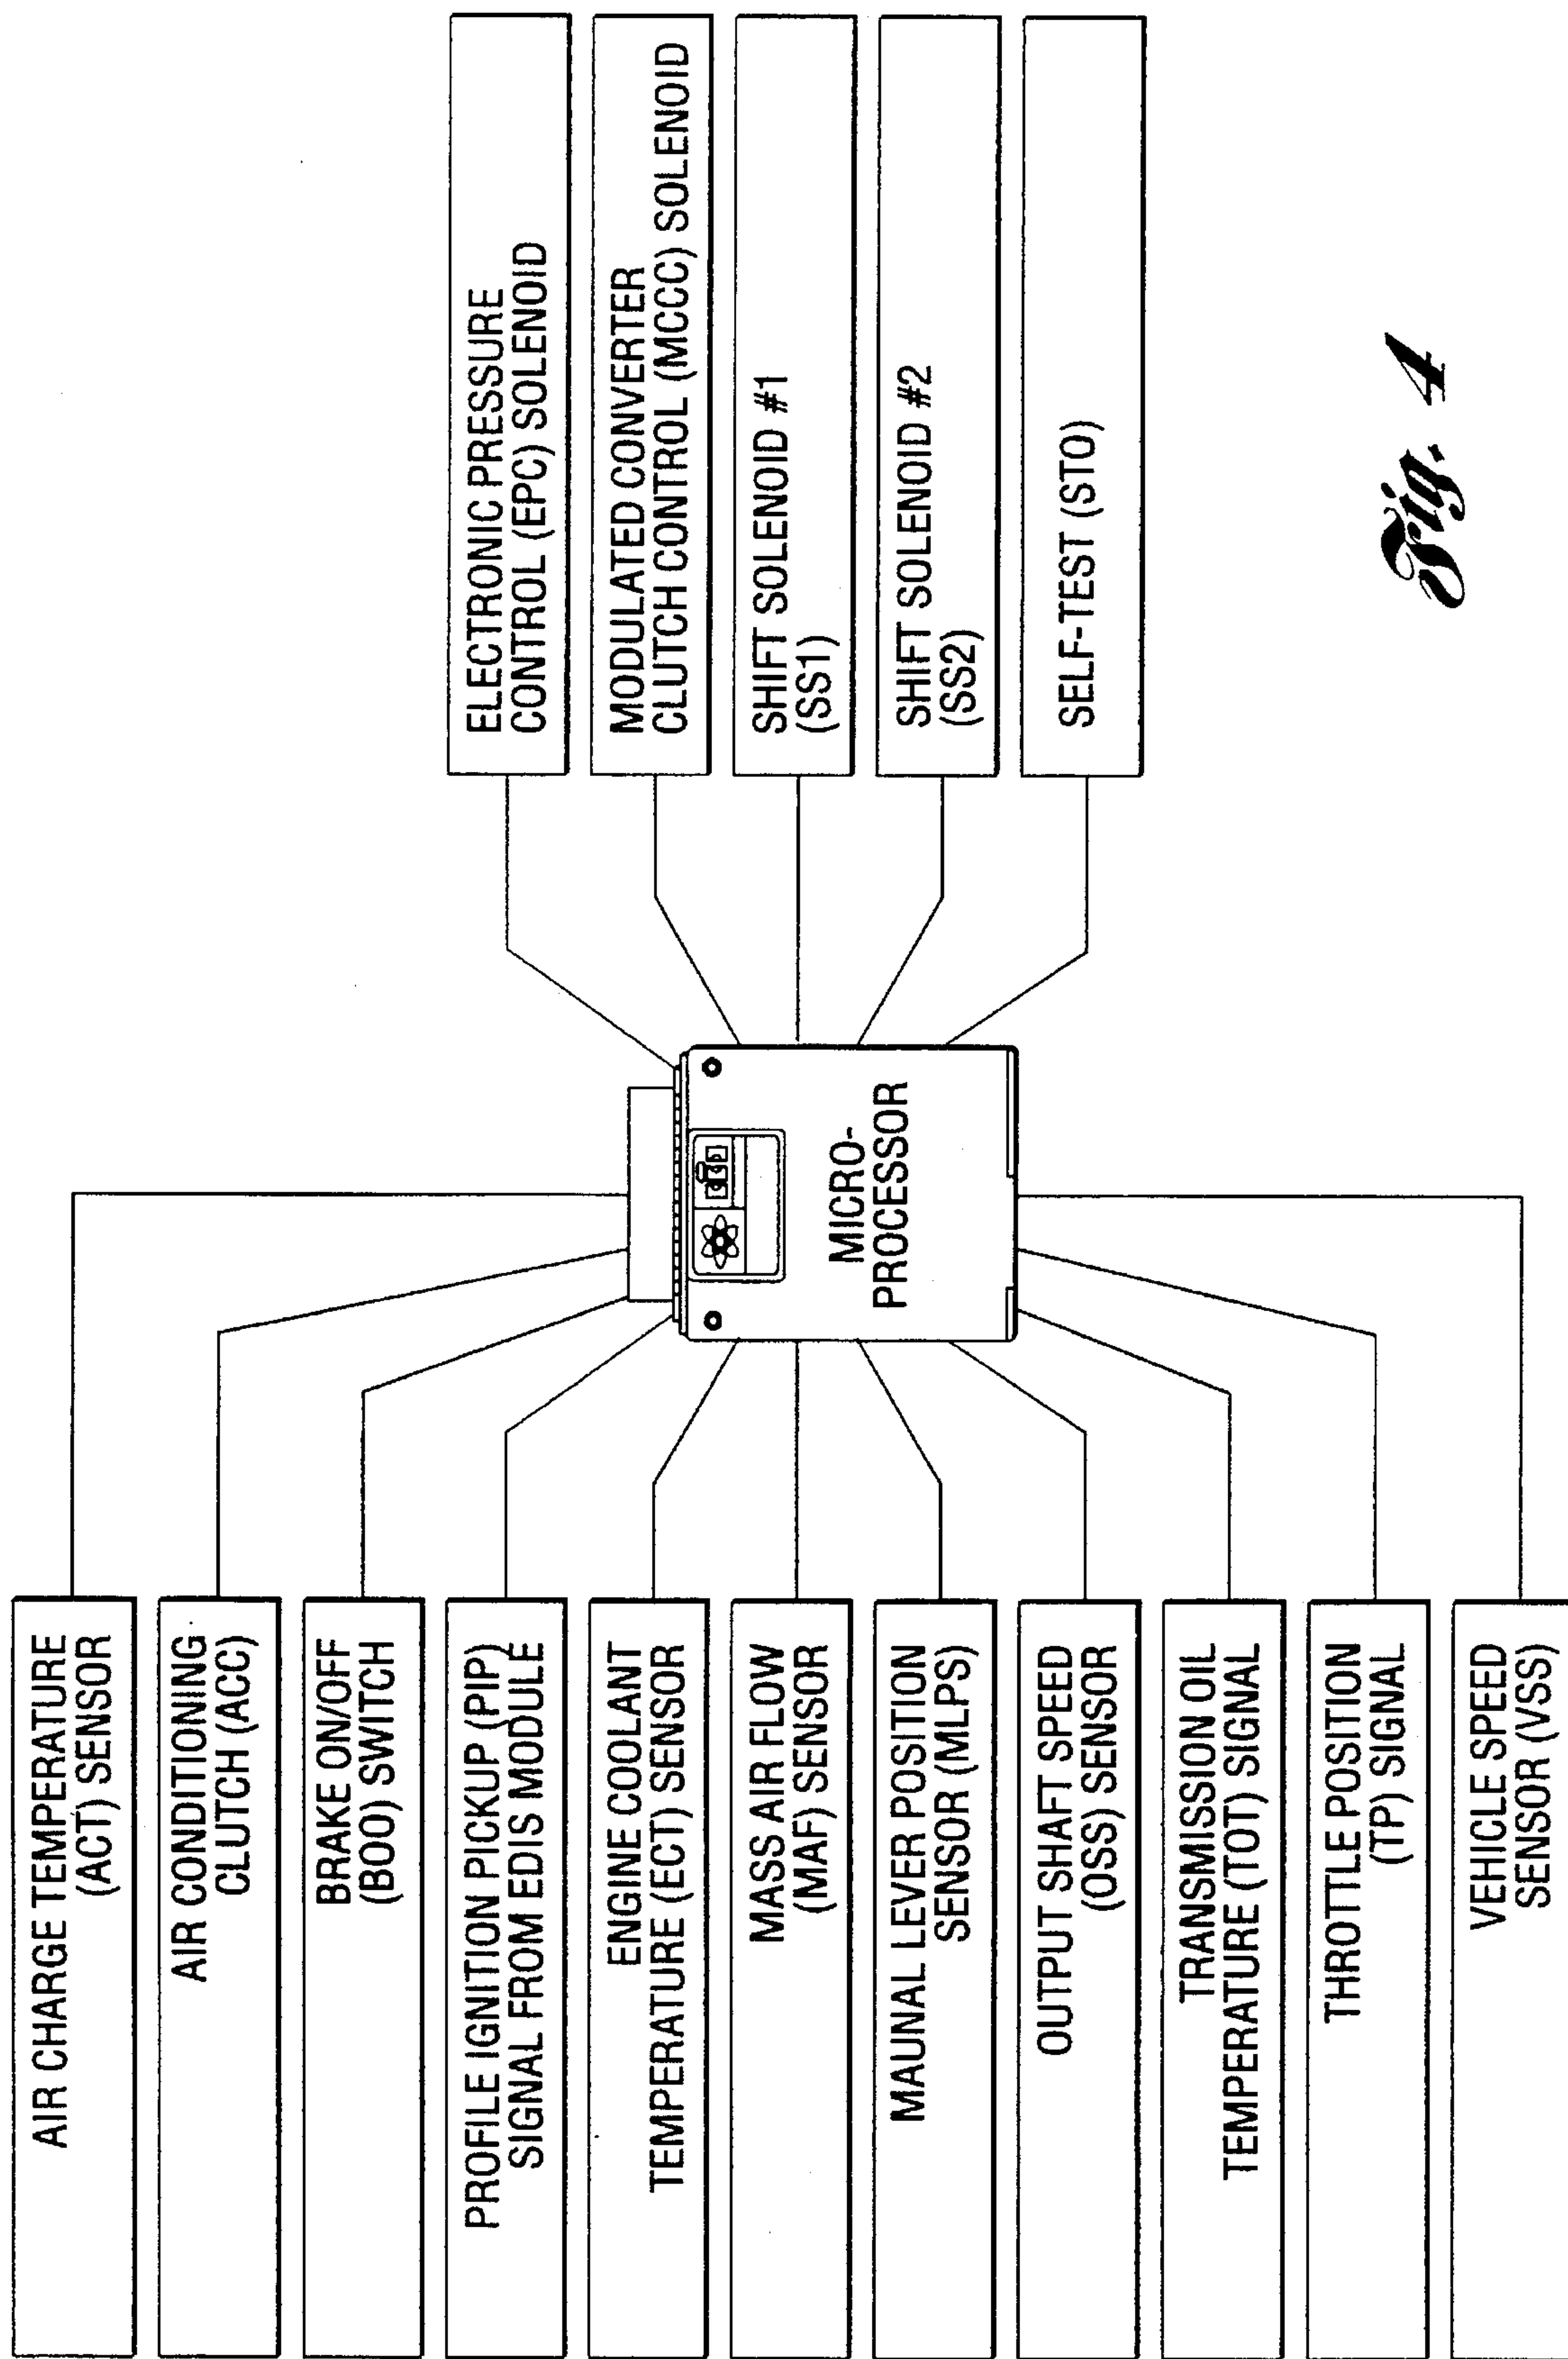 AIR CHARGE TEMPERATURE
(ACT) SENSOR
AIR CONDITIONING
CLUTCH (ACC)
BRAKE ON/OFF
(BOO) SWITCH
PROFILE IGNITION PICKUP (PIP)
SIGNAL FROM EDIS MODULE
ENGINE COOLANT
TEMPERATURE (ECT) SENSOR
MASS AIR FLOW
(MAF) SENSOR
MAUNAL LEVER POSITION
SENSOR (MLPS)
OUTPUT SHAFT SPEED
(OSS) SENSOR
TRANSMISSION OIL
TEMPERATURE (TOT) SIGNAL
THROTTLE POSITION
(TP) SIGNAL
VEHICLE SPEED
SENSOR (VSS)
MICRO-
PROCESSOR
ELECTRONIC PRESSURE
CONTROL (EPC) SOLENOID
MODULATED CONVERTER
CLUTCH CONTROL (MCCC) SOLENOID
SHIFT SOLENOID #1
(SS1)
SHIFT SOLENOID #2
(SS2)
SELF-TEST (STO)
Fig. 4